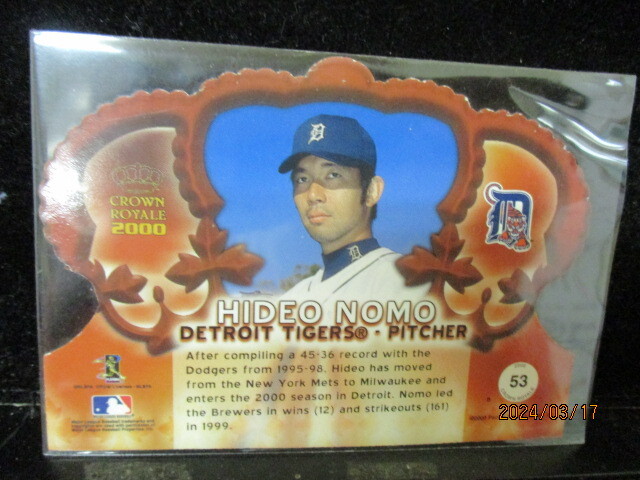 CROWN
ROYALE
2000
D
D
D
HIDEO NOMO
DETROIT TIGERS® • PITCHER
After compiling a 45-36 record with the
Dodgers from 1995-98, Hideo has moved
from the New York Mets to Milwaukee and
enters the 2000 season in Detroit. Nomo led
the Brewers in wins (12) and strikeouts (161)
in 1999.
53
2024/03/17